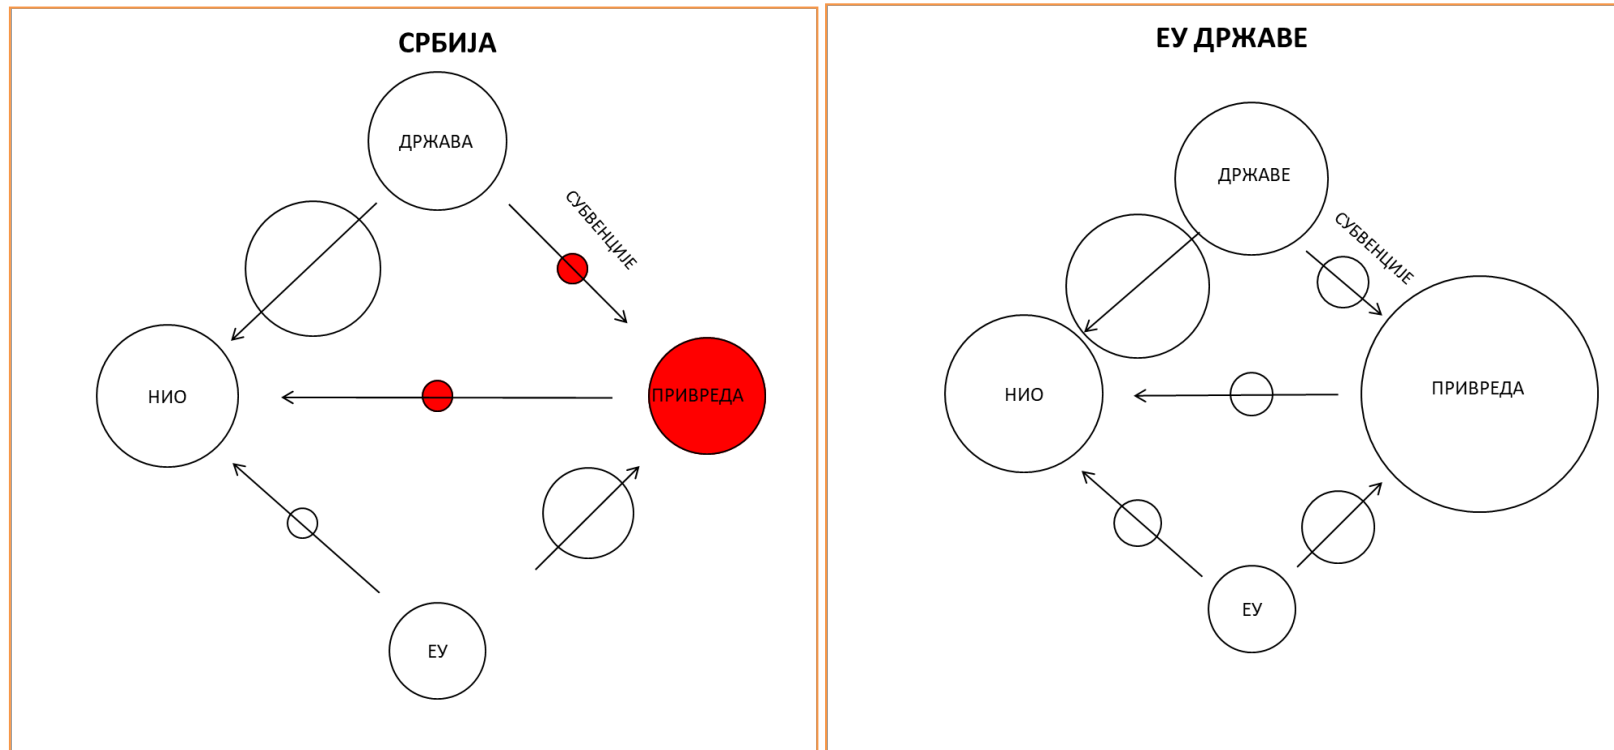 СРБИЈА
ДРЖАВА
СУБВЕНЦИЈЕ
НИО
ПРИВРЕДА
ЕУ
ЕУ ДРЖАВЕ
ДРЖАВЕ
СУБВЕНЦИЈЕ
НИО
ПРИВРЕДА
ЕУ